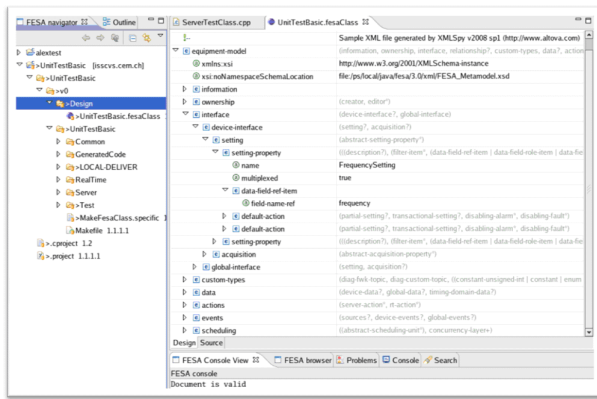 FESA navigator
Outline
alextest
>UnitTestBasic [isscvs.cern.ch]
>UnitTestBasic
>v0
>Design
>UnitTestBasic.fesaClass
>UnitTestBasic
Common
GeneratedCode
>LOCAL-DELIVER
RealTime
Server
>Test
>MakeFesaClass.specific 1
Makefile 1.1.1.1
>.cproject 1.2
>.project 1.1.1.1
ServerTestClass.cpp
UnitTestBasic.fesaClass
Sample XML file generated by XMLSpy v2008 sp1 (http://www.altova.com)
equipment-model (information, ownership, interface, relationship?, custom-types, data?, action
xmlns:xsi http://www.w3.org/2001/XMLSchema-instance
xsi:noNamespaceSchemaLocation file:/ps/local/java/fesa/3.0/xml/FESA_Metamodel.xsd
information
ownership (creator, editor*)
interface (device-interface?, global-interface)
device-interface (setting?, acquisition?)
setting (abstract-setting-property*)
setting-property ((description?), (filter-item*, (data-field-ref-item | data-field-role-item | data-fie
name FrequencySetting
multiplexed true
data-field-ref-item
field-name-ref frequency
default-action (partial-setting?, transactional-setting?, disabling-alarm*, disabling-fault*)
default-action (partial-setting?, transactional-setting?, disabling-alarm*, disabling-fault*)
setting-property ((description?), (filter-item*, (data-field-ref-item | data-field-role-item | data-fie
acquisition (abstract-acquisition-property*)
global-interface (setting, acquisition?)
custom-types (diag-fwk-topic, diag-custom-topic, ((constant-unsigned-int | constant | enum
data (device-data?, global-data?, timing-domain-data?)
actions (server-action*, rt-action*)
events (sources?, device-events?, global-events?)
scheduling ((abstract-scheduling-unit*), concurrency-layer+)
Design Source
FESA Console View
FESA browser
Problems
Console
Search
FESA console
Document is valid